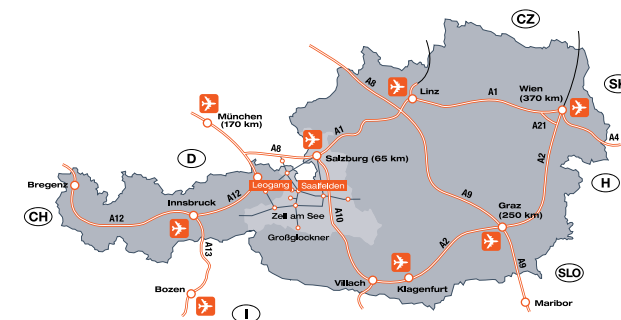 CZ
SK
A8
Linz
A1
Wien
(370 km)
A21
A4
München
(170 km)
A1
D
A8
Salzburg (65 km)
A2
H
Bregenz
Leogang
Saalfelden
Innsbruck
A12
A9
CH
A12
Zell am See
A10
Graz
(250 km)
A13
Großglockner
A2
A9
SLO
Bozen
Villach
Klagenfurt
Maribor
I